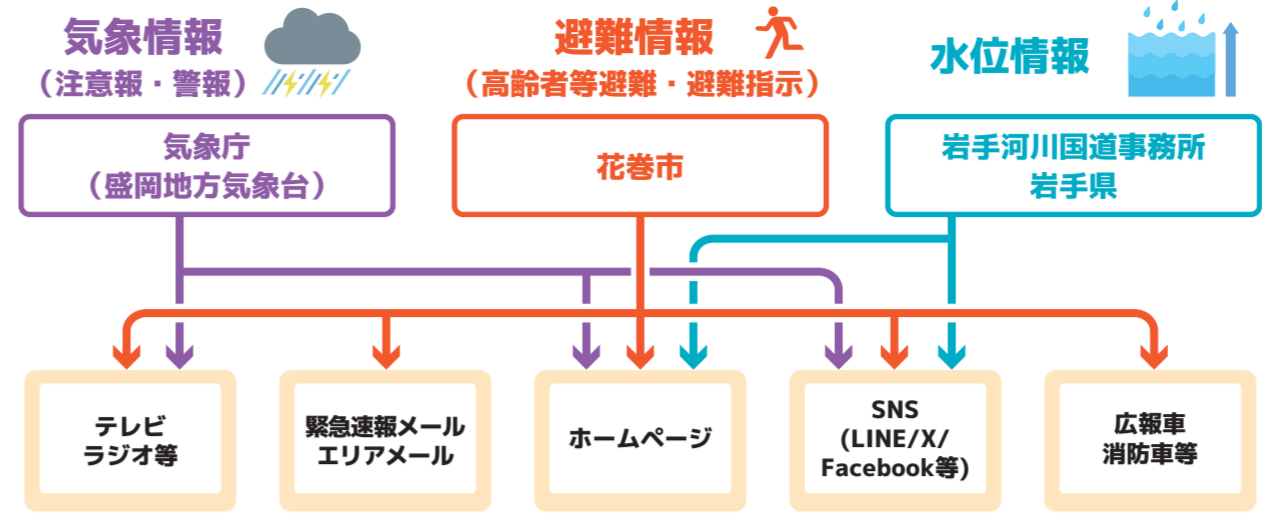 気象情報
（注意報・警報）
避難情報
（高齢者等避難・避難指示）
水位情報
気象庁
（盛岡地方気象台）
花巻市
岩手河川国道事務所
岩手県
テレビ
ラジオ等
緊急速報メール
エリアメール
ホームページ
SNS
(LINE/X/
Facebook等)
広報車
消防車等